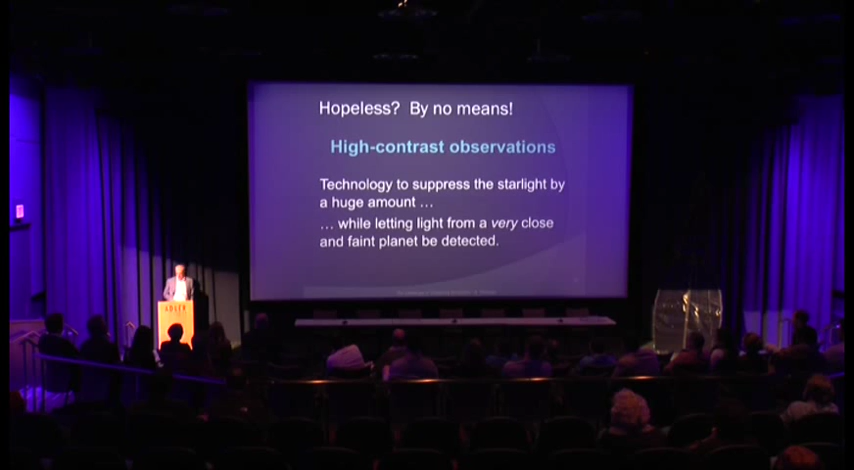 Hopeless? By no means!
High-contrast observations
Technology to suppress the starlight by
a huge amount …
… while letting light from a very close
and faint planet be detected.
ADLER